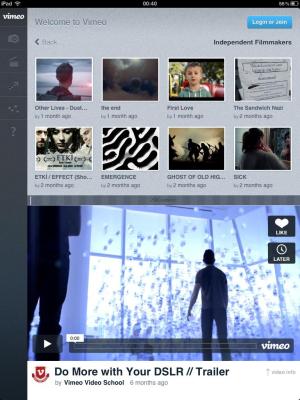 iPad
00:40
55%
vimeo
Welcome to Vimeo
Login or Join
Back
Independent Filmmakers
Other Lives - Dust...
by 1 month ago
the end
by 1 month ago
First Love
by 1 month ago
The Sandwich Nazi
by 2 months ago
ETKI
ETKI / EFFECT (Sho...
by 2 months ago
EMERGENCE
by 2 months ago
GHOST OF OLD HIG...
by 2 months ago
SICK
by 2 months ago
LIKE
LATER
0:00
vimeo
Do More with Your DSLR // Trailer
by Vimeo Video School 6 months ago
video info